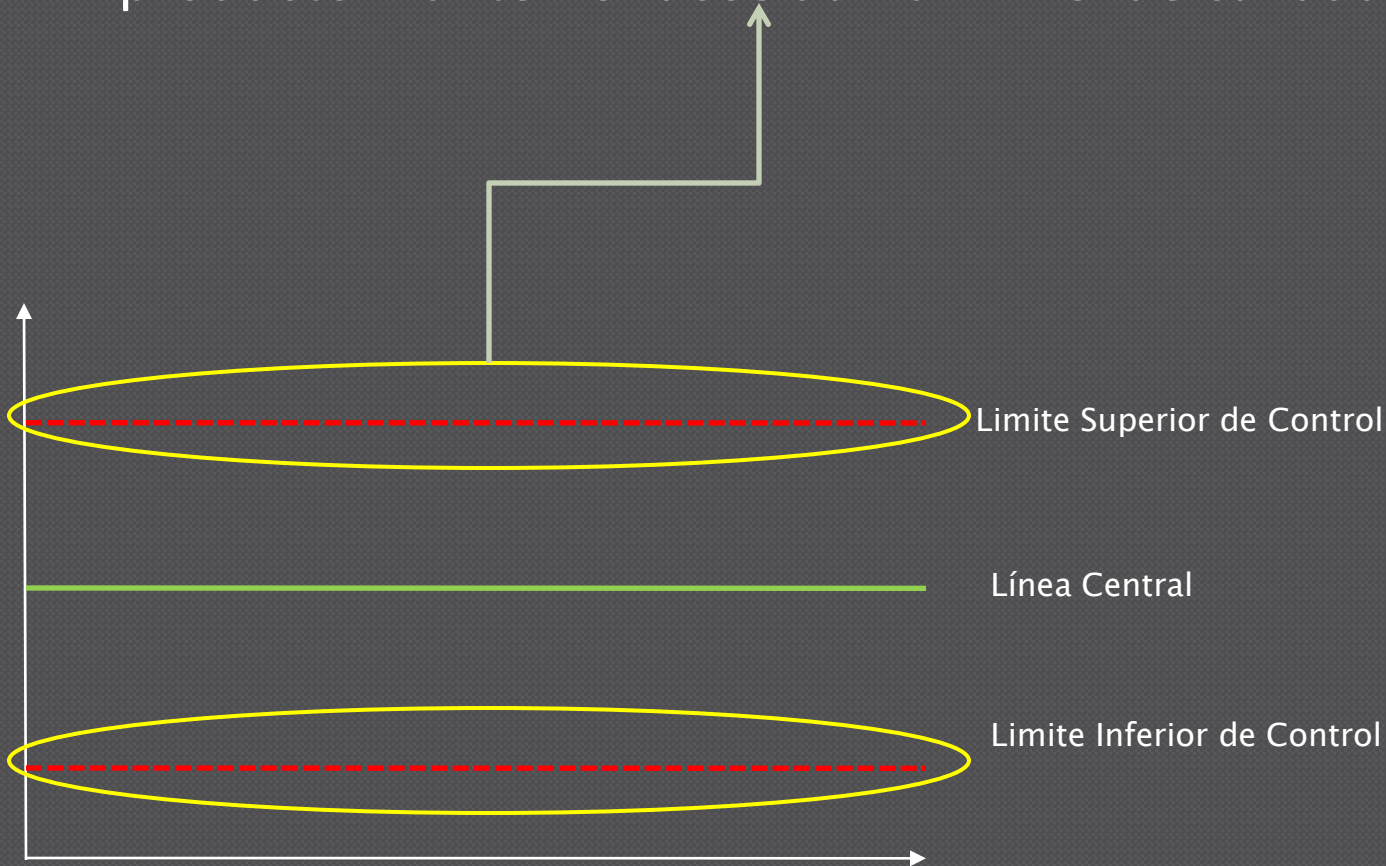 Limite Superior de Control
Línea Central
Limite Inferior de Control